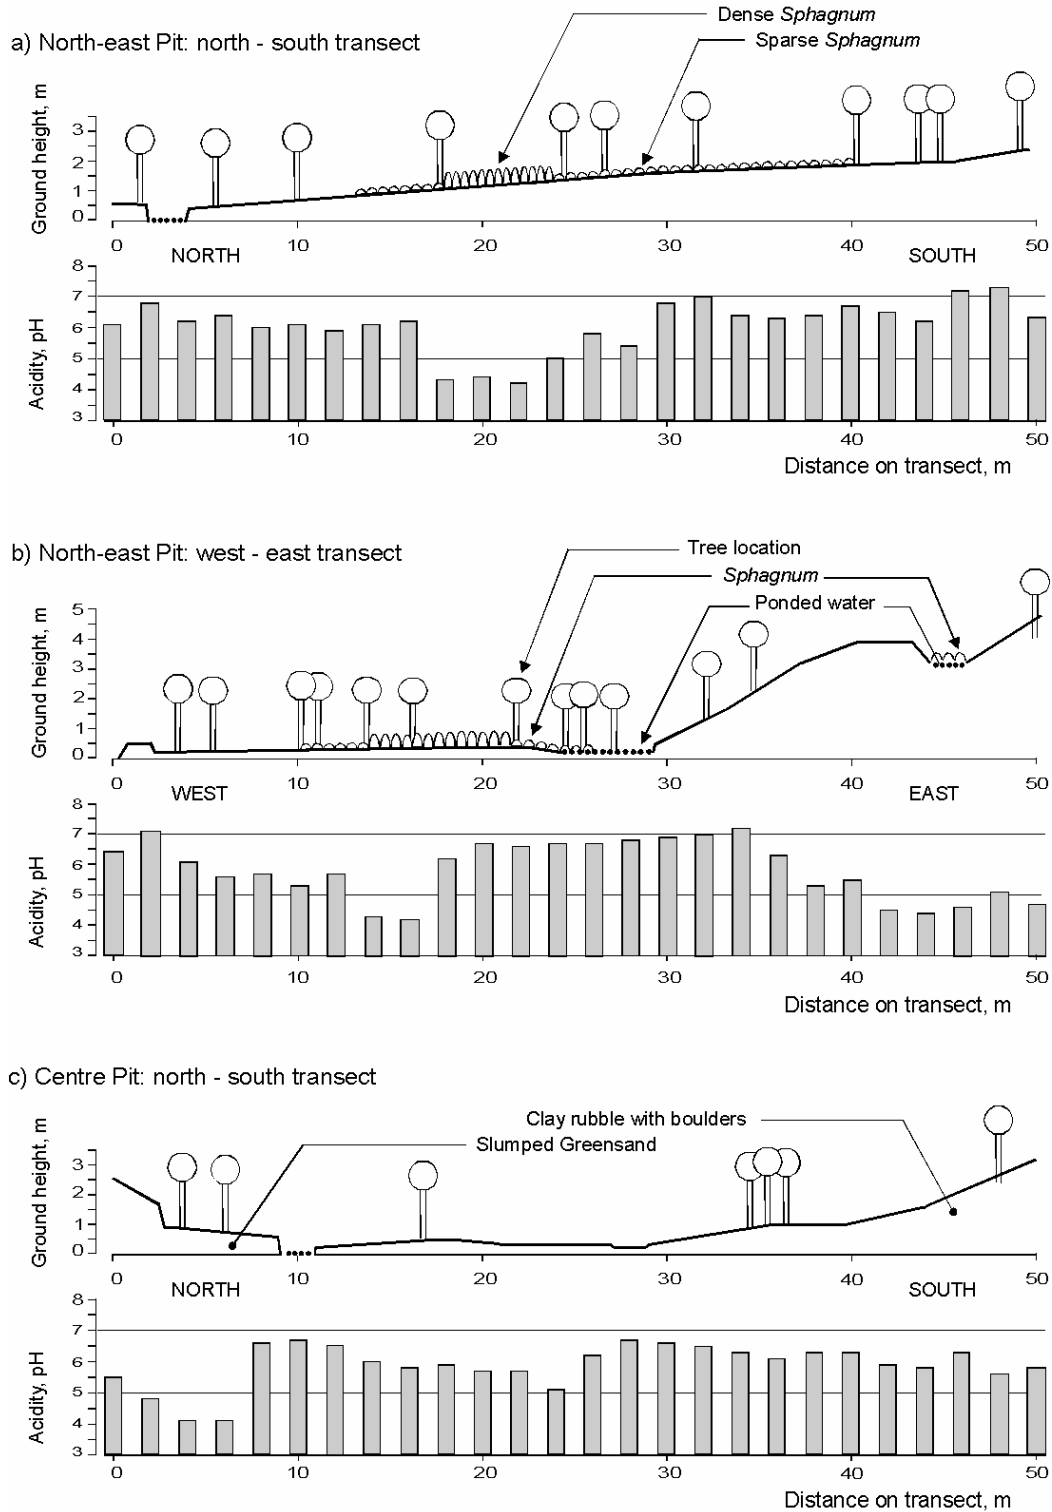 Dense Sphagnum
a) North-east Pit: north - south transect
Sparse Sphagnum
Ground height, m
3
2
1
0
0 10 20 30 40 50
NORTH SOUTH
Acidity, pH
8
7
6
5
4
3
0 10 20 30 40 50
Distance on transect, m
b) North-east Pit: west - east transect
Tree location
Sphagnum
Ponded water
Ground height, m
5
4
3
2
1
0
0 10 20 30 40 50
WEST EAST
Acidity, pH
8
7
6
5
4
3
0 10 20 30 40 50
Distance on transect, m
c) Centre Pit: north - south transect
Clay rubble with boulders
Slumped Greensand
Ground height, m
3
2
1
0
0 10 20 30 40 50
NORTH SOUTH
Acidity, pH
8
7
6
5
4
3
0 10 20 30 40 50
Distance on transect, m